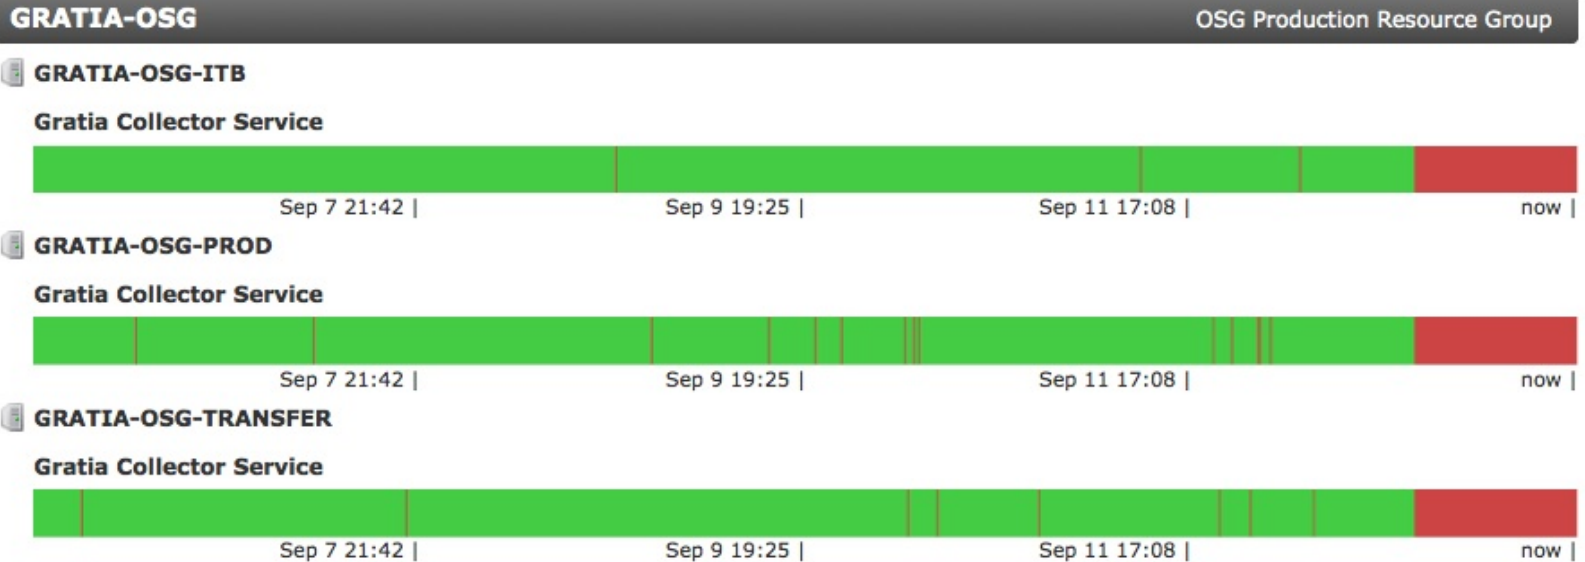 GRATIA-OSG OSG Production Resource Group
GRATIA-OSG-ITB
Gratia Collector Service
Sep 7 21:42 | Sep 9 19:25 | Sep 11 17:08 | now |
GRATIA-OSG-PROD
Gratia Collector Service
Sep 7 21:42 | Sep 9 19:25 | Sep 11 17:08 | now |
GRATIA-OSG-TRANSFER
Gratia Collector Service
Sep 7 21:42 | Sep 9 19:25 | Sep 11 17:08 | now |